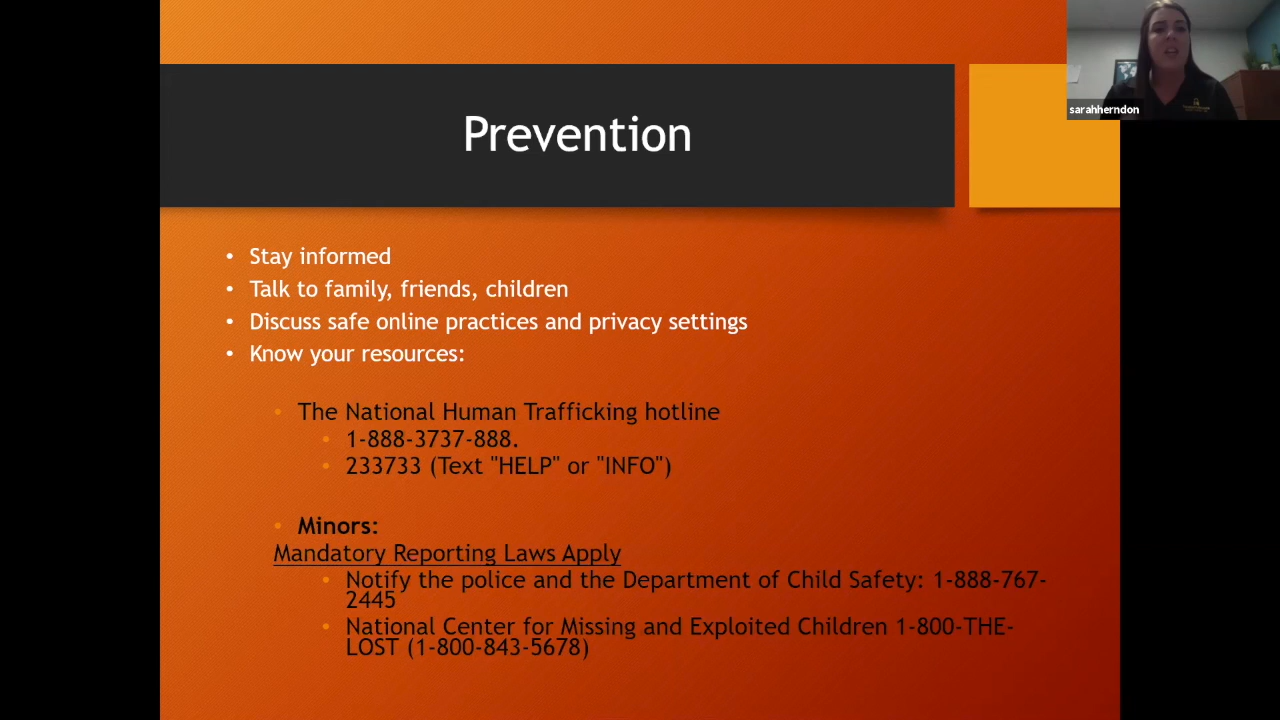 Prevention
sarahherndon
• Stay informed
• Talk to family, friends, children
• Discuss safe online practices and privacy settings
• Know your resources:
• The National Human Trafficking hotline
• 1-888-3737-888.
• 233733 (Text "HELP" or "INFO")
• Minors:
Mandatory Reporting Laws Apply
• Notify the police and the Department of Child Safety: 1-888-767-
2445
• National Center for Missing and Exploited Children 1-800-THE-
LOST (1-800-843-5678)